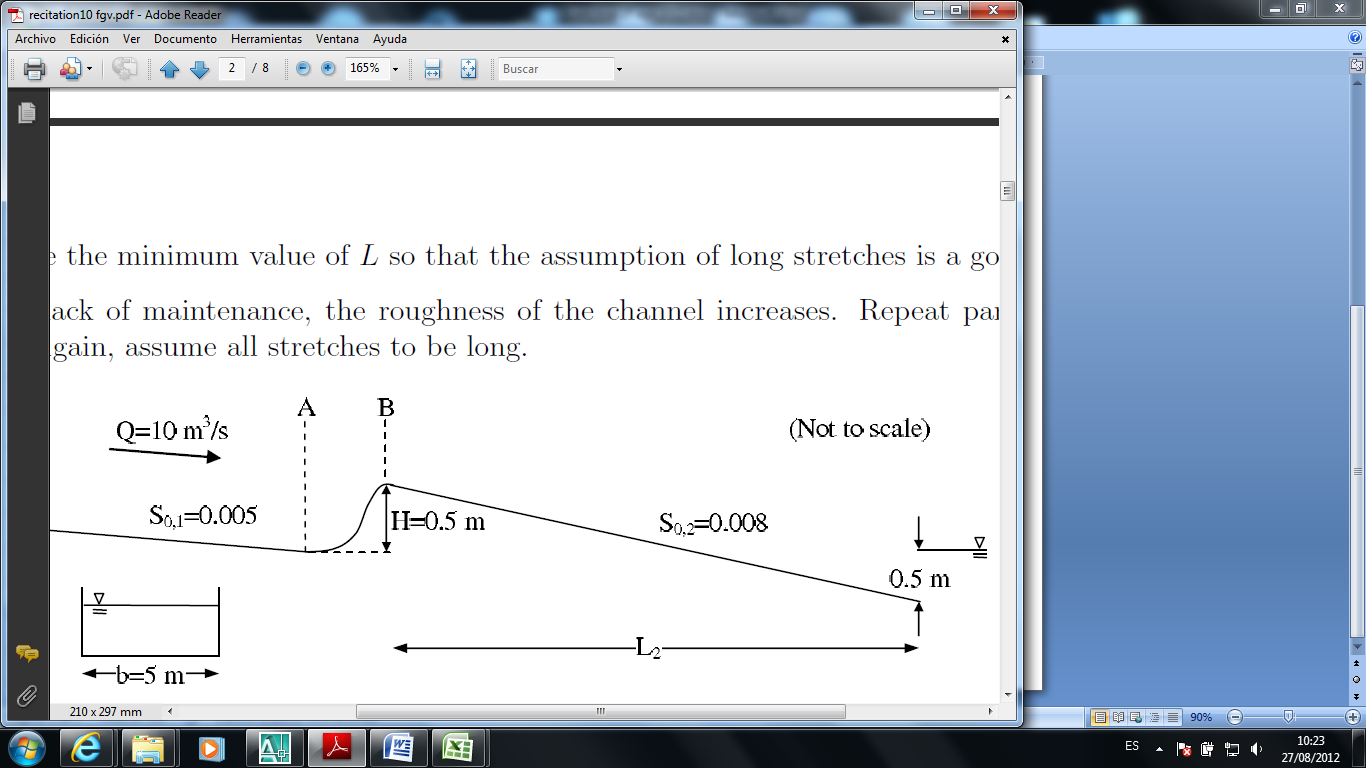 recitation10 fgv.pdf - Adobe Reader
Archivo Edición Ver Documento Herramientas Ventana Ayuda
2 / 8 165% Buscar
e the minimum value of L so that the assumption of long stretches is a go
ack of maintenance, the roughness of the channel increases. Repeat par
gain, assume all stretches to be long.
A B
Q=10 m³/s (Not to scale)
S₀,₁=0.005 H=0.5 m S₀,₂=0.008
0.5 m
L₂
b=5 m
210 x 297 mm
90%
ES 10:23
27/08/2012